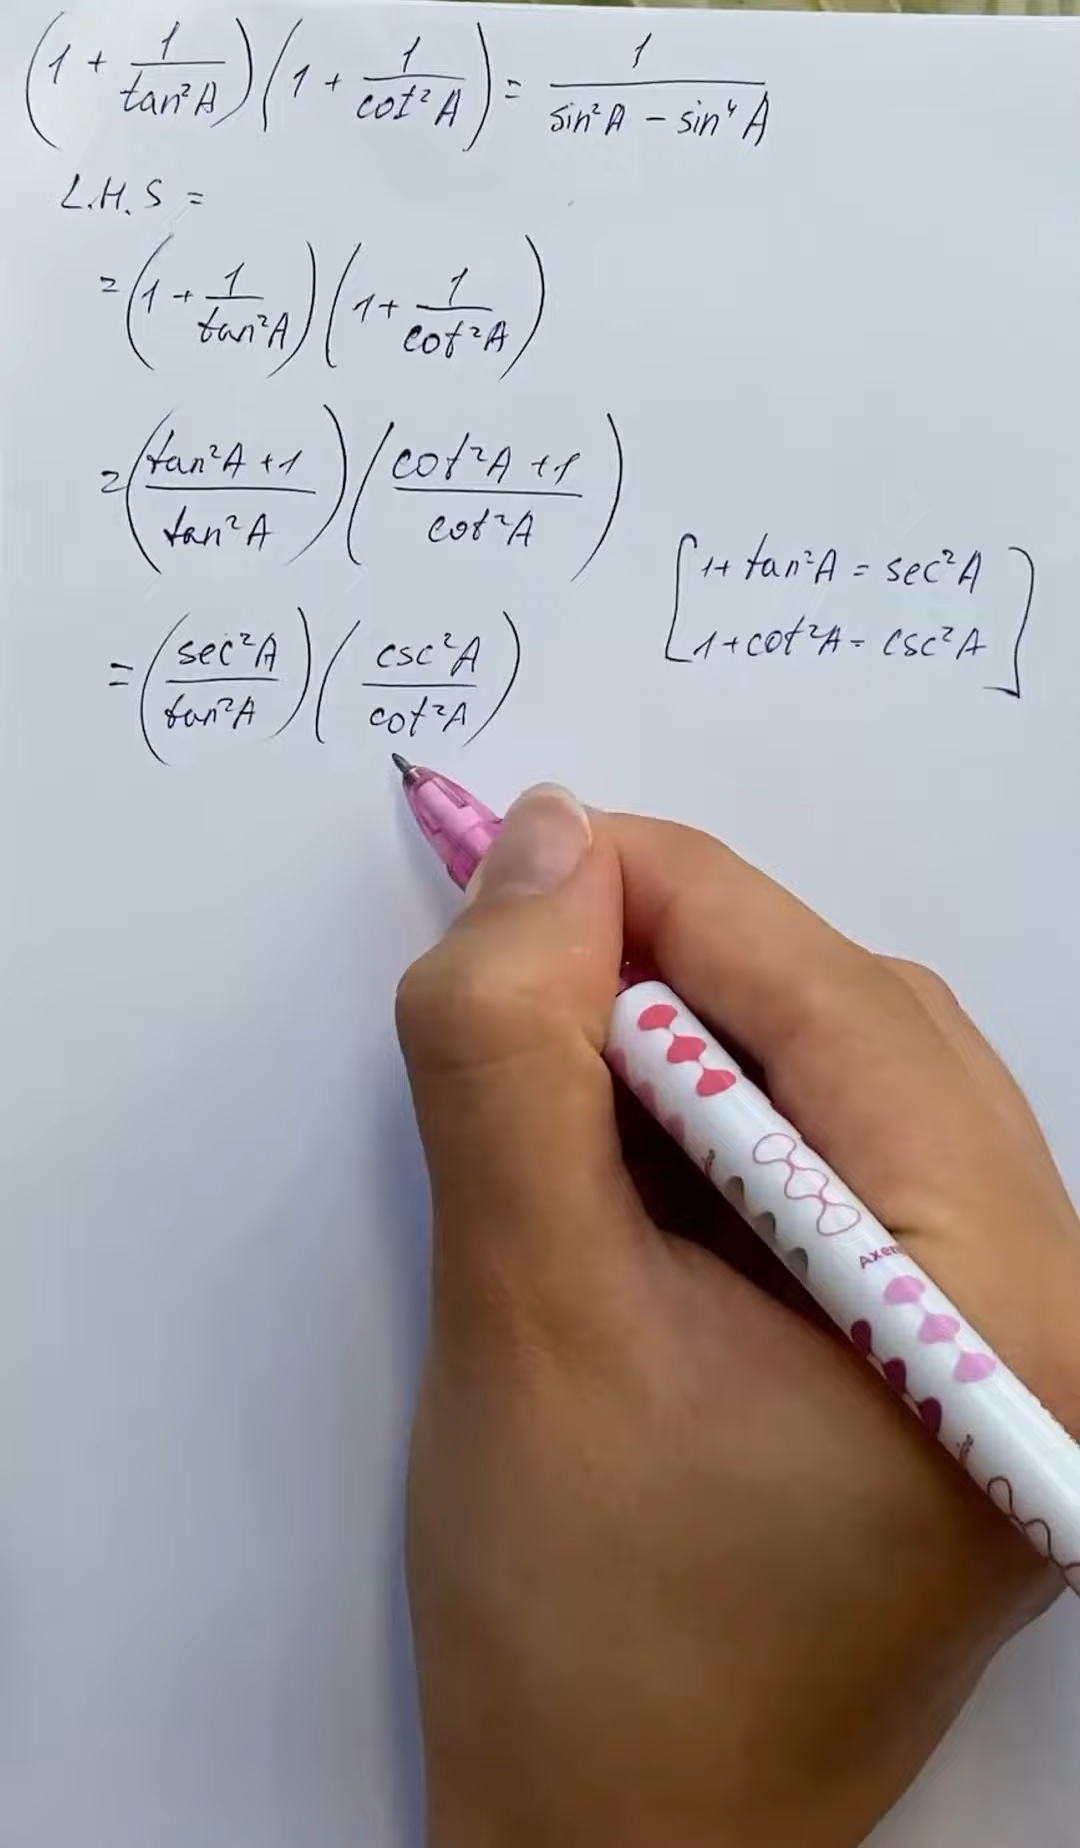 (1 + 1/tan²A)(1 + 1/cot²A) = 1/(sin²A - sin⁴A)
L.H.S =
= (1 + 1/tan²A)(1 + 1/cot²A)
= ((tan²A + 1)/tan²A)((cot²A + 1)/cot²A)
[1 + tan²A = sec²A
1 + cot²A = csc²A]
= (sec²A/tan²A)(csc²A/cot²A)